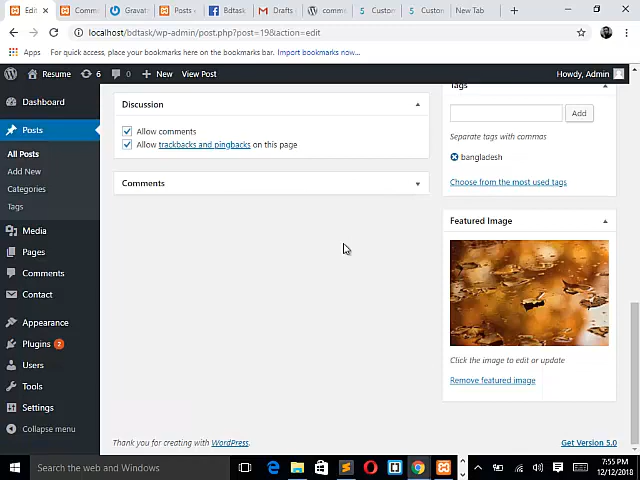 Edit
Comm
Gravat
Posts v
Bdtask
Drafts
comme
Custom
Custom
New Tab
localhost/bdtask/wp-admin/post.php?post=19&action=edit
Apps
For quick access, place your bookmarks here on the bookmarks bar. Import bookmarks now...
Resume
6
0
New
View Post
Howdy, Admin
Dashboard
Posts
All Posts
Add New
Categories
Tags
Media
Pages
Comments
Contact
Appearance
Plugins 2
Users
Tools
Settings
Collapse menu
Discussion
Allow comments
Allow trackbacks and pingbacks on this page
Comments
Tags
Add
Separate tags with commas
bangladesh
Choose from the most used tags
Featured Image
Click the image to edit or update
Remove featured image
Thank you for creating with WordPress.
Get Version 5.0
Search the web and Windows
7:55 PM
12/12/2018